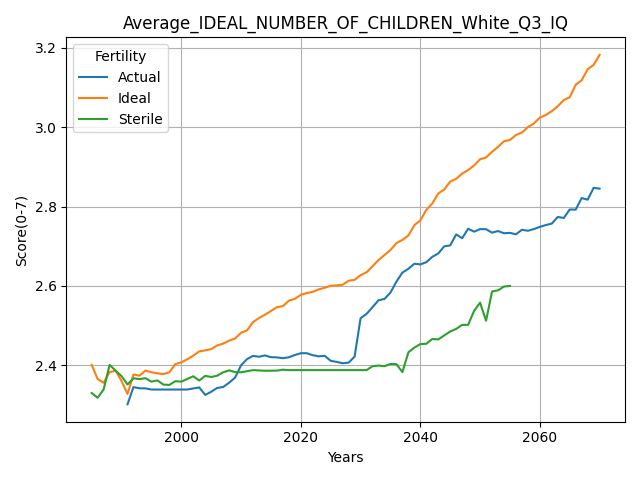 Average_IDEAL_NUMBER_OF_CHILDREN_White_Q3_IQ
Fertility
Actual
Ideal
Sterile
Score(0-7)
3.2
3.0
2.8
2.6
2.4
2000
2020
2040
2060
Years